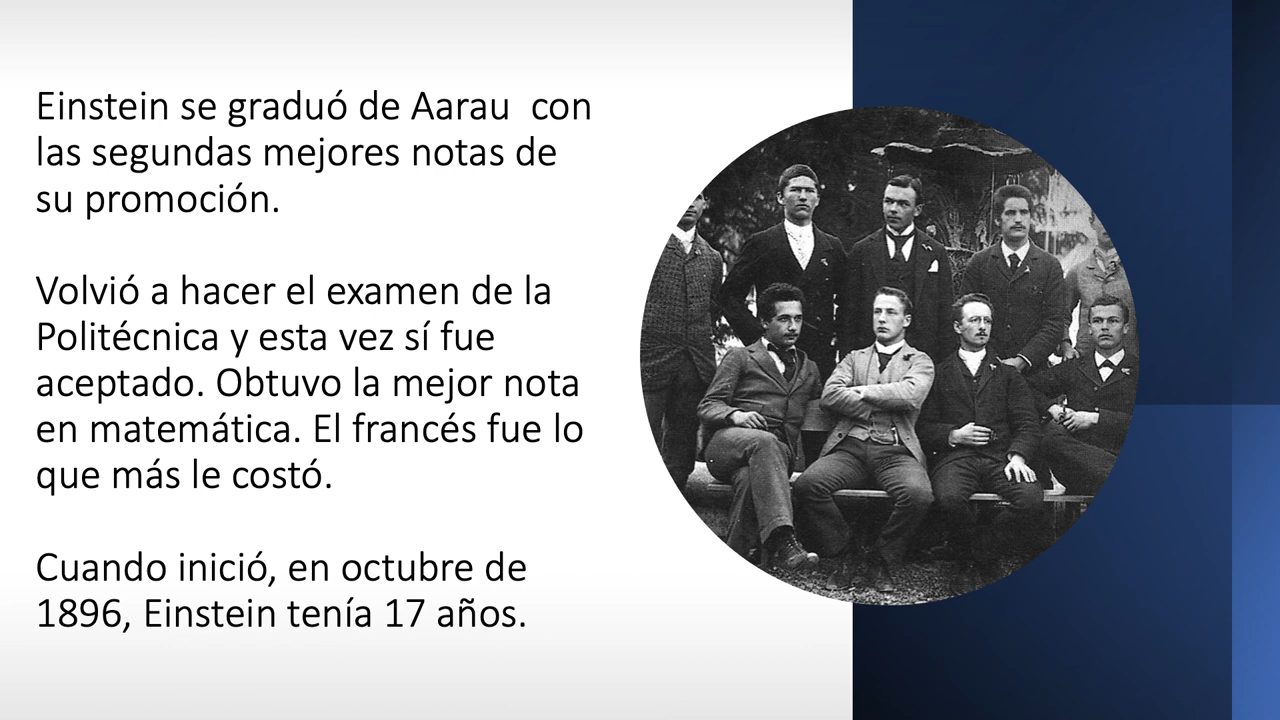 Einstein se graduó de Aarau  con
las segundas mejores notas de
su promoción.
Volvió a hacer el examen de la
Politécnica y esta vez sí fue
aceptado. Obtuvo la mejor nota
en matemática. El francés fue lo
que más le costó.
Cuando inició, en octubre de
1896, Einstein tenía 17 años.